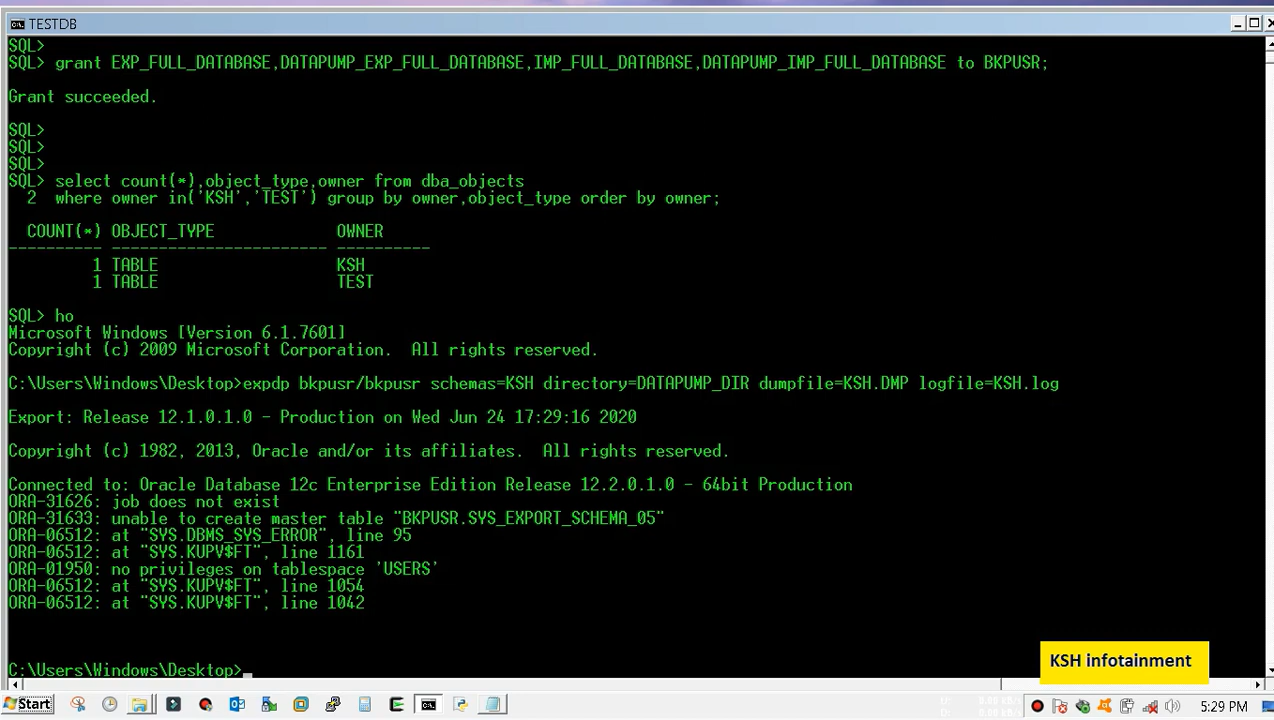 TESTDB
SQL>
SQL> grant EXP_FULL_DATABASE,DATAPUMP_EXP_FULL_DATABASE,IMP_FULL_DATABASE,DATAPUMP_IMP_FULL_DATABASE to BKPUSR;
Grant succeeded.
SQL>
SQL>
SQL>
SQL> select count(*),object_type,owner from dba_objects
2 where owner in('KSH','TEST') group by owner,object_type order by owner;
COUNT(*) OBJECT_TYPE OWNER
---------- ----------------------- ----------
1 TABLE KSH
1 TABLE TEST
SQL> ho
Microsoft Windows [Version 6.1.7601]
Copyright (c) 2009 Microsoft Corporation. All rights reserved.
C:\Users\Windows\Desktop>expdp bkpusr/bkpusr schemas=KSH directory=DATAPUMP_DIR dumpfile=KSH.DMP logfile=KSH.log
Export: Release 12.1.0.1.0 - Production on Wed Jun 24 17:29:16 2020
Copyright (c) 1982, 2013, Oracle and/or its affiliates. All rights reserved.
Connected to: Oracle Database 12c Enterprise Edition Release 12.2.0.1.0 - 64bit Production
ORA-31626: job does not exist
ORA-31633: unable to create master table "BKPUSR.SYS_EXPORT_SCHEMA_05"
ORA-06512: at "SYS.DBMS_SYS_ERROR", line 95
ORA-06512: at "SYS.KUPV$FT", line 1161
ORA-01950: no privileges on tablespace 'USERS'
ORA-06512: at "SYS.KUPV$FT", line 1054
ORA-06512: at "SYS.KUPV$FT", line 1042
C:\Users\Windows\Desktop>
KSH infotainment
Start
5:29 PM